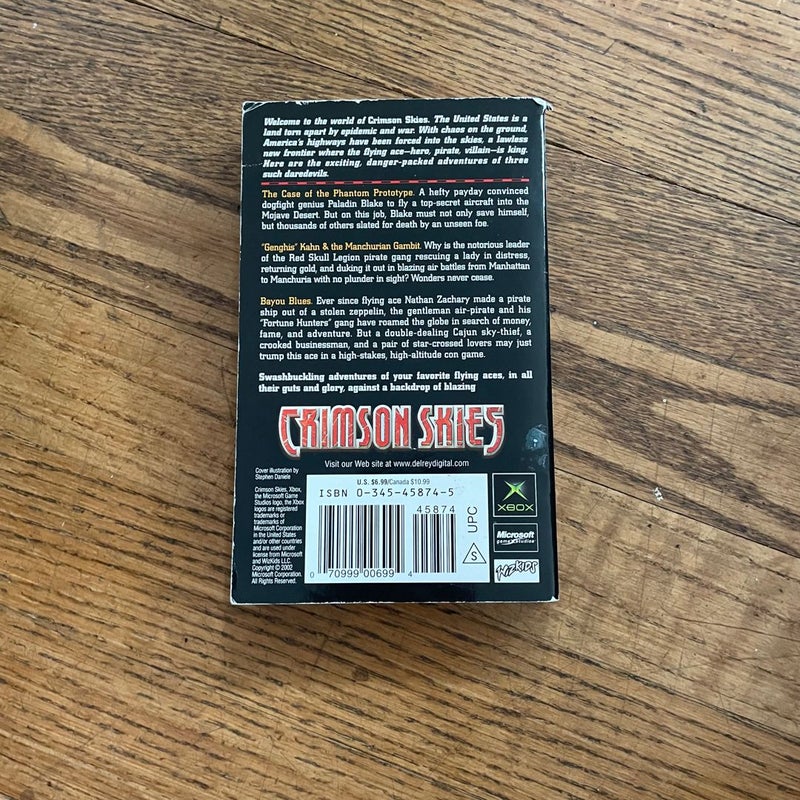 Welcome to the world of Crimson Skies. The United States is a
land torn apart by epidemic and war. With chaos on the ground,
America's highways have been forced into the skies, a lawless
new frontier where the flying ace—hero, pirate, villain—is king.
Here are the exciting, danger-packed adventures of three
such daredevils.
The Case of the Phantom Prototype. A hefty payday convinced
dogfight genius Paladin Blake to fly a top-secret aircraft into the
Mojave Desert. But on this job, Blake must not only save himself,
but thousands of others slated for death by an unseen foe.
"Genghis" Kahn & the Manchurian Gambit. Why is the notorious leader
of the Red Skull Legion pirate gang rescuing a lady in distress,
returning gold, and duking it out in blazing air battles from Manhattan
to Manchuria with no plunder in sight? Wonders never cease.
Bayou Blues. Ever since flying ace Nathan Zachary made a pirate
ship out of a stolen zeppelin, the gentleman air-pirate and his
"Fortune Hunters" gang have roamed the globe in search of money,
fame, and adventure. But a double-dealing Cajun sky-thief, a
crooked businessman, and a pair of star-crossed lovers may just
trump this ace in a high-stakes, high-altitude con game.
Swashbuckling adventures of your favorite flying aces, in all
their guts and glory, against a backdrop of blazing
CRIMSON SKIES
Visit our Web site at www.delreydigital.com
Cover illustration by
Stephen Daniele
Crimson Skies, Xbox,
the Microsoft Game
Studios logo, the Xbox
logos are registered
trademarks or
trademarks of
Microsoft Corporation
in the United States
and/or other countries
and are used under
license from Microsoft
and WizKids LLC.
Copyright © 2002
Microsoft Corporation.
All Rights Reserved.
U.S. $6.99/Canada $10.99
ISBN 0-345-45874-5
45874
UPC
S
0 70999 00699 4
XBOX
Microsoft
game studios
WIZKIDS